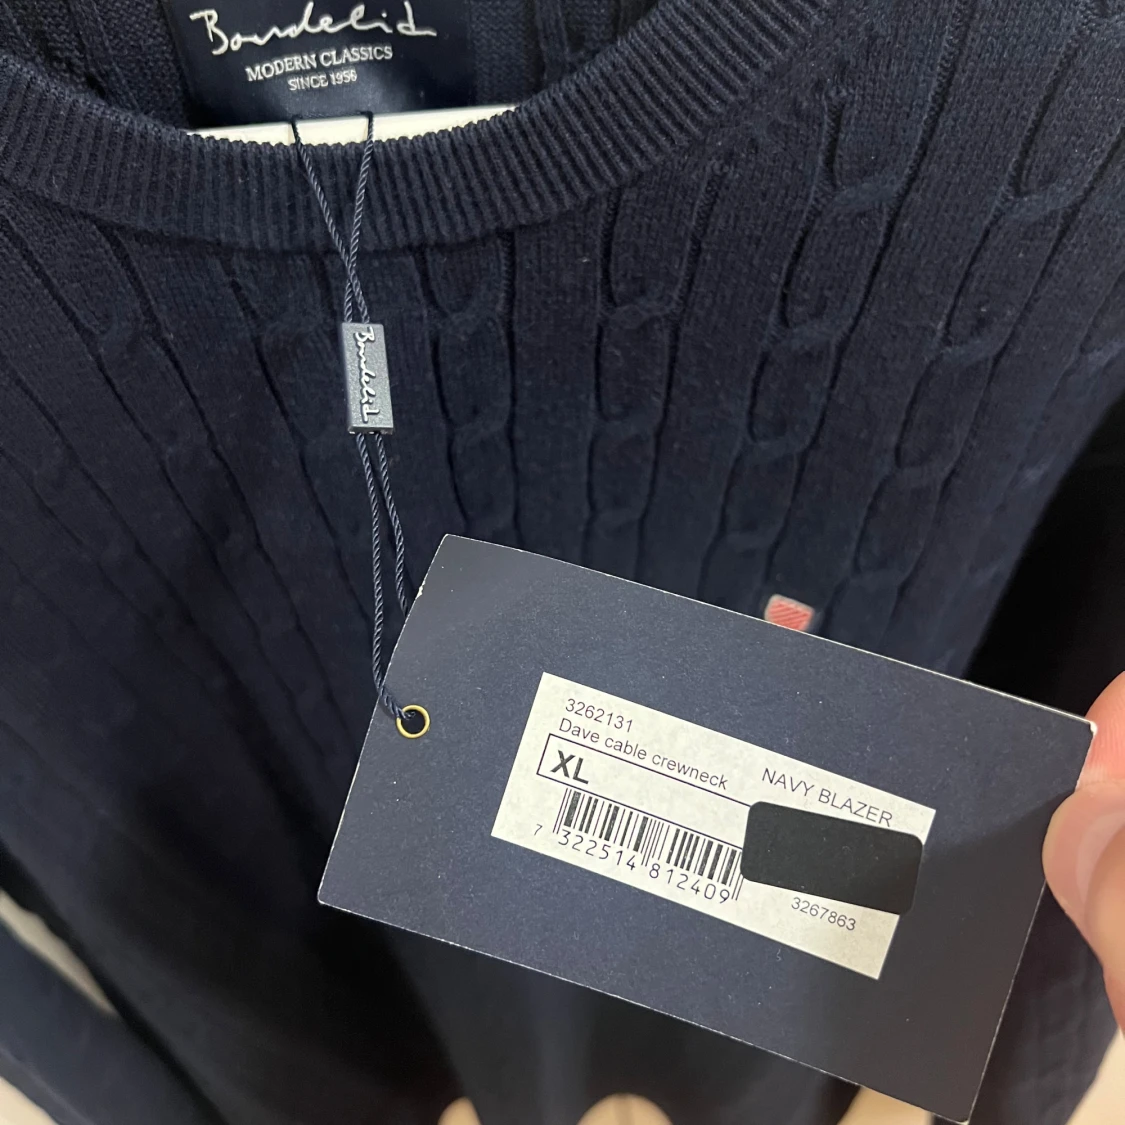 Bondelid
MODERN CLASSICS
SINCE 1956
Bondelid
3262131
Dave cable crewneck
NAVY BLAZER
XL
7 322514 812409
3267863